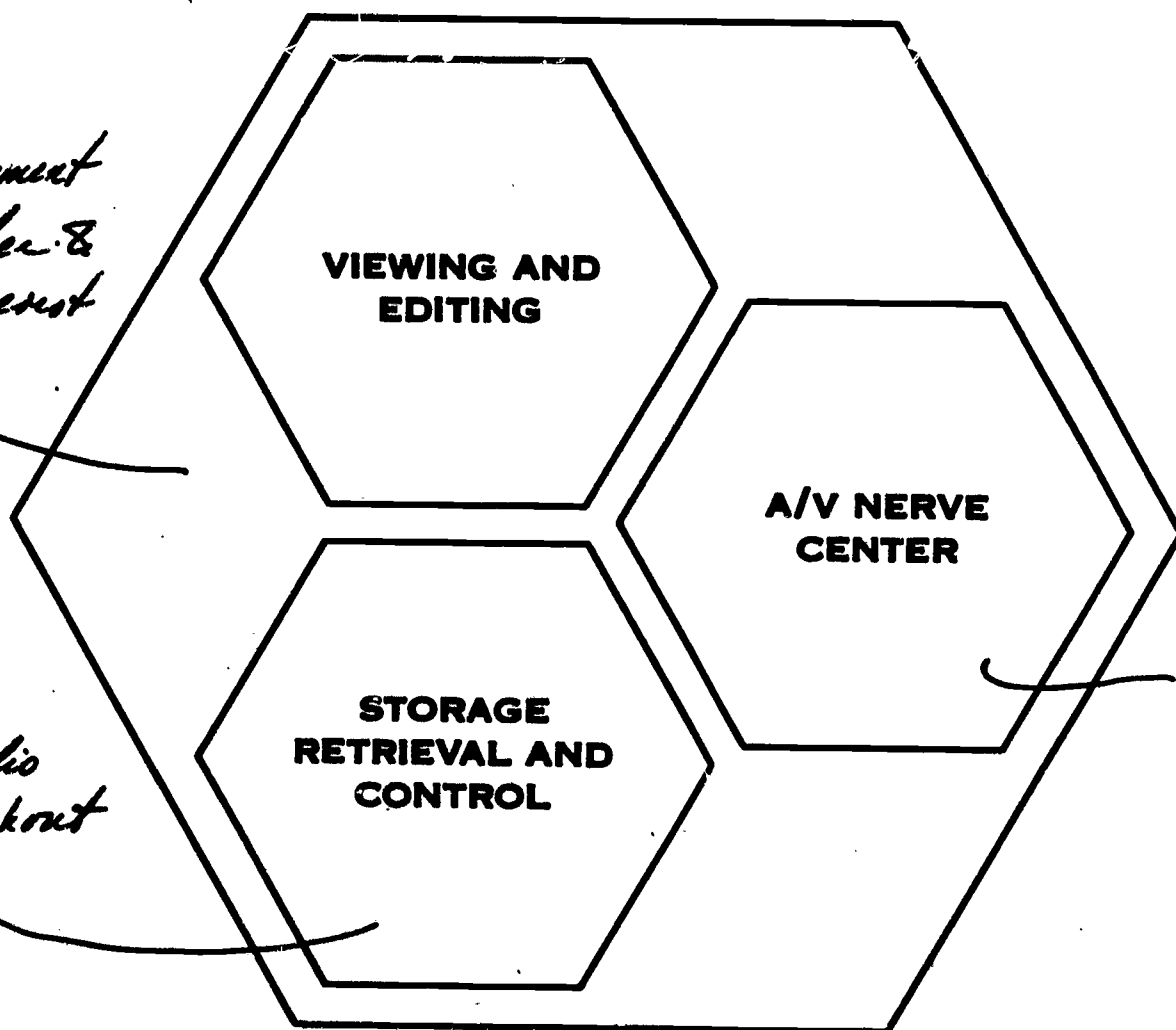 VIEWING AND
EDITING
A/V NERVE
CENTER
STORAGE
RETRIEVAL AND
CONTROL